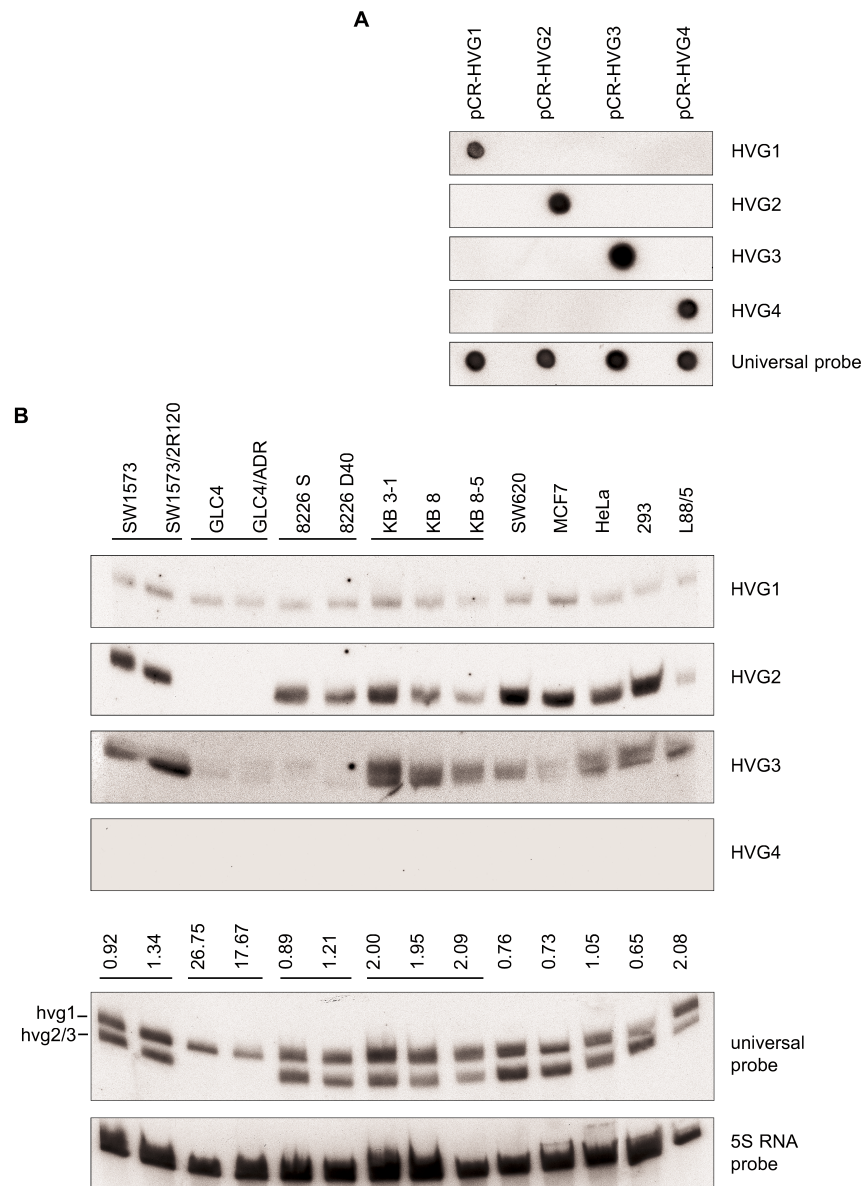 A
pCR-HVG1
pCR-HVG2
pCR-HVG3
pCR-HVG4
HVG1
HVG2
HVG3
HVG4
Universal probe
B
SW1573
SW1573/2R120
GLC4
GLC4/ADR
8226 S
8226 D40
KB 3-1
KB 8
KB 8-5
SW620
MCF7
HeLa
293
L88/5
HVG1
HVG2
HVG3
HVG4
0.92
1.34
26.75
17.67
0.89
1.21
2.00
1.95
2.09
0.76
0.73
1.05
0.65
2.08
hvg1
hvg2/3
universal
probe
5S RNA
probe